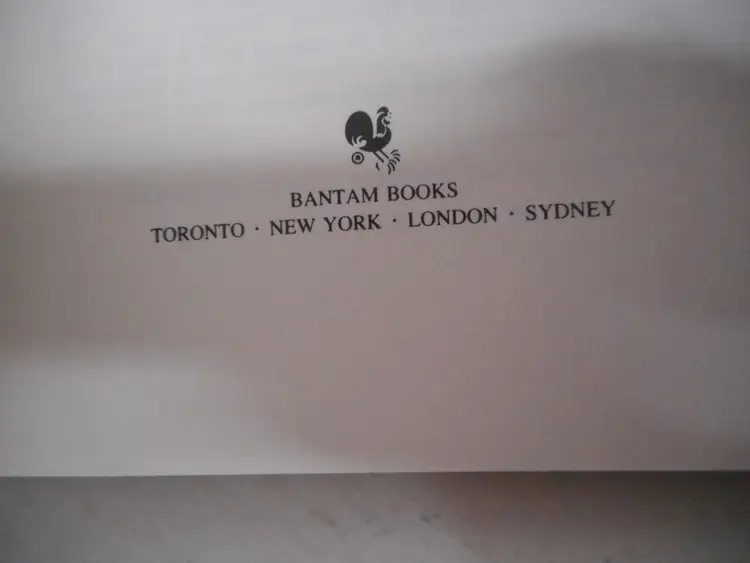 BANTAM BOOKS
TORONTO · NEW YORK · LONDON · SYDNEY